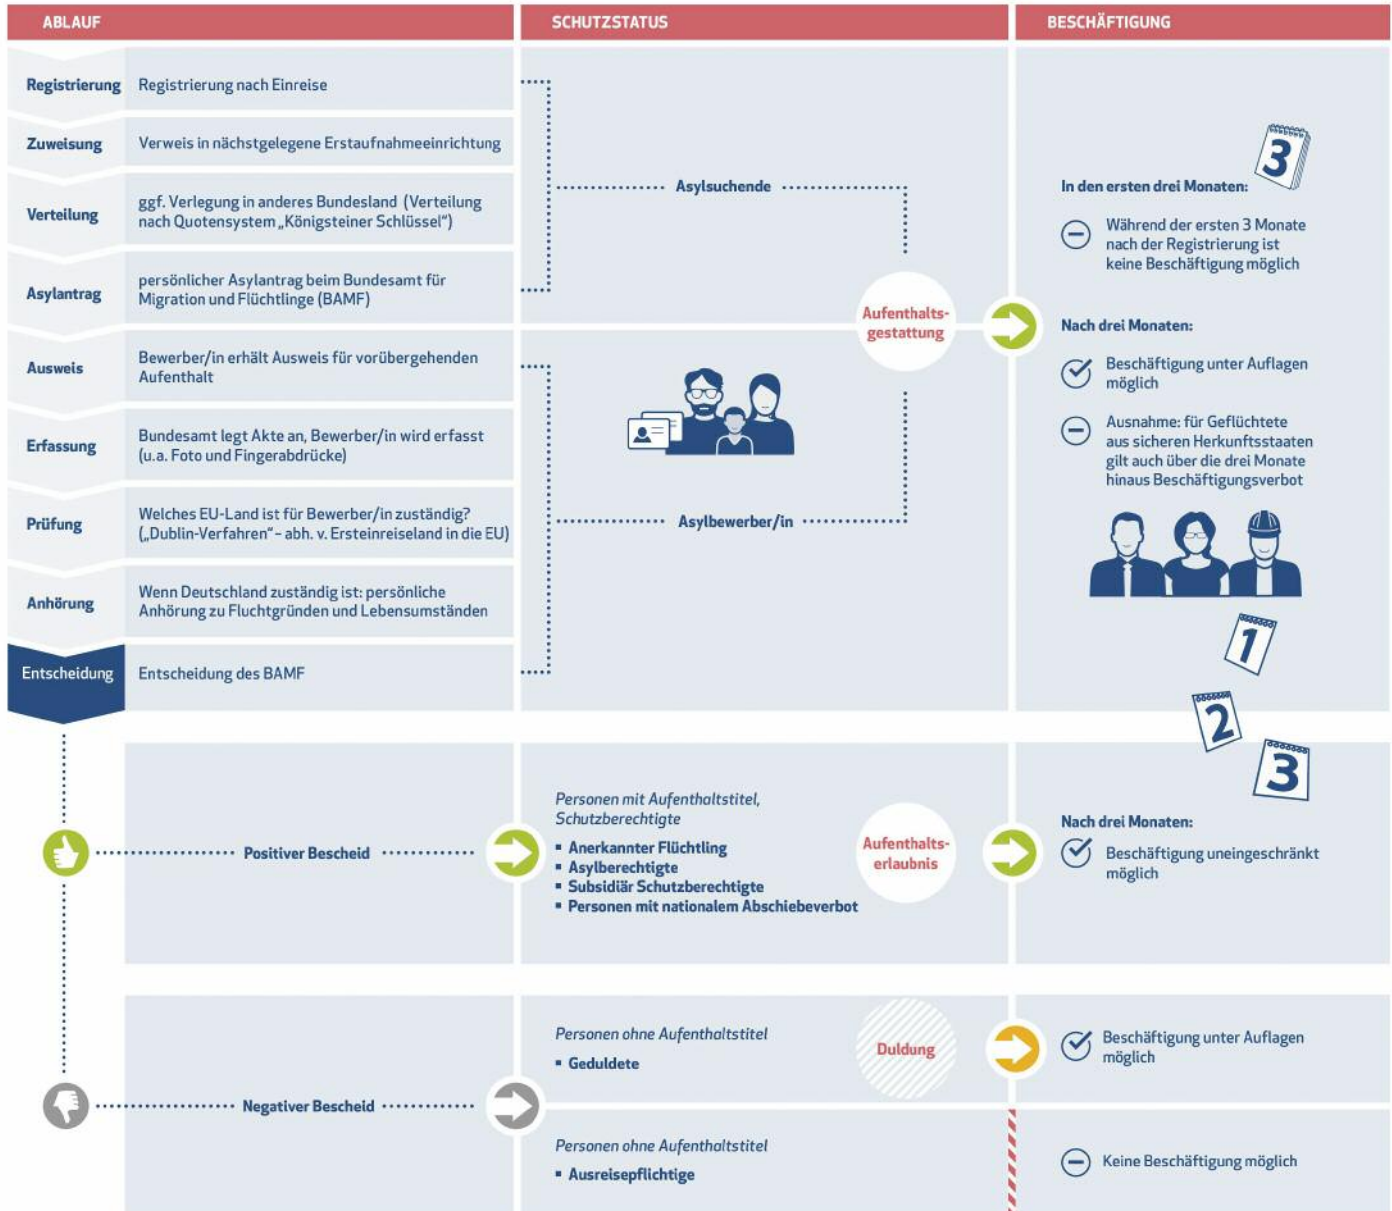 ABLAUF
SCHUTZSTATUS
BESCHÄFTIGUNG
Registrierung
Registrierung nach Einreise
Zuweisung
Verweis in nächstgelegene Erstaufnahmeeinrichtung
Verteilung
ggf. Verlegung in anderes Bundesland (Verteilung
nach Quotensystem „Königsteiner Schlüssel“)
Asylantrag
persönlicher Asylantrag beim Bundesamt für
Migration und Flüchtlinge (BAMF)
Ausweis
Bewerber/in erhält Ausweis für vorübergehenden
Aufenthalt
Erfassung
Bundesamt legt Akte an, Bewerber/in wird erfasst
(u.a. Foto und Fingerabdrücke)
Prüfung
Welches EU-Land ist für Bewerber/in zuständig?
(„Dublin-Verfahren“ – abh. v. Ersteinreiseland in die EU)
Anhörung
Wenn Deutschland zuständig ist: persönliche
Anhörung zu Fluchtgründen und Lebensumständen
Entscheidung
Entscheidung des BAMF
Asylsuchende
Aufenthalts-
gestattung
Asylbewerber/in
3
In den ersten drei Monaten:
Während der ersten 3 Monate
nach der Registrierung ist
keine Beschäftigung möglich
Nach drei Monaten:
Beschäftigung unter Auflagen
möglich
Ausnahme: für Geflüchtete
aus sicheren Herkunftsstaaten
gilt auch über die drei Monate
hinaus Beschäftigungsverbot
1
2
3
Positiver Bescheid
Personen mit Aufenthaltstitel,
Schutzberechtigte
▪ Anerkannter Flüchtling
▪ Asylberechtigte
▪ Subsidiär Schutzberechtigte
▪ Personen mit nationalem Abschiebeverbot
Aufenthalts-
erlaubnis
Nach drei Monaten:
Beschäftigung uneingeschränkt
möglich
Negativer Bescheid
Personen ohne Aufenthaltstitel
▪ Geduldete
Duldung
Beschäftigung unter Auflagen
möglich
Personen ohne Aufenthaltstitel
▪ Ausreisepflichtige
Keine Beschäftigung möglich